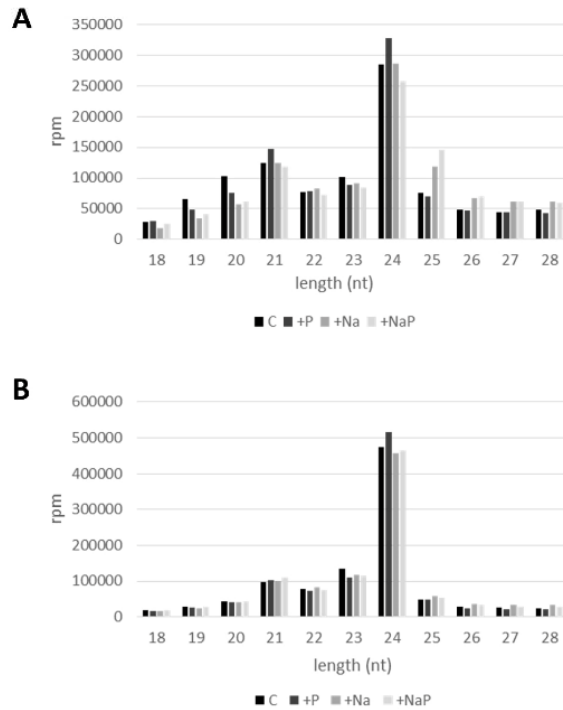 A
350000
300000
250000
200000
150000
100000
50000
0
rpm
18 19 20 21 22 23 24 25 26 27 28
length (nt)
C +P +Na +NaP
B
600000
500000
400000
300000
200000
100000
0
rpm
18 19 20 21 22 23 24 25 26 27 28
length (nt)
C +P +Na +NaP